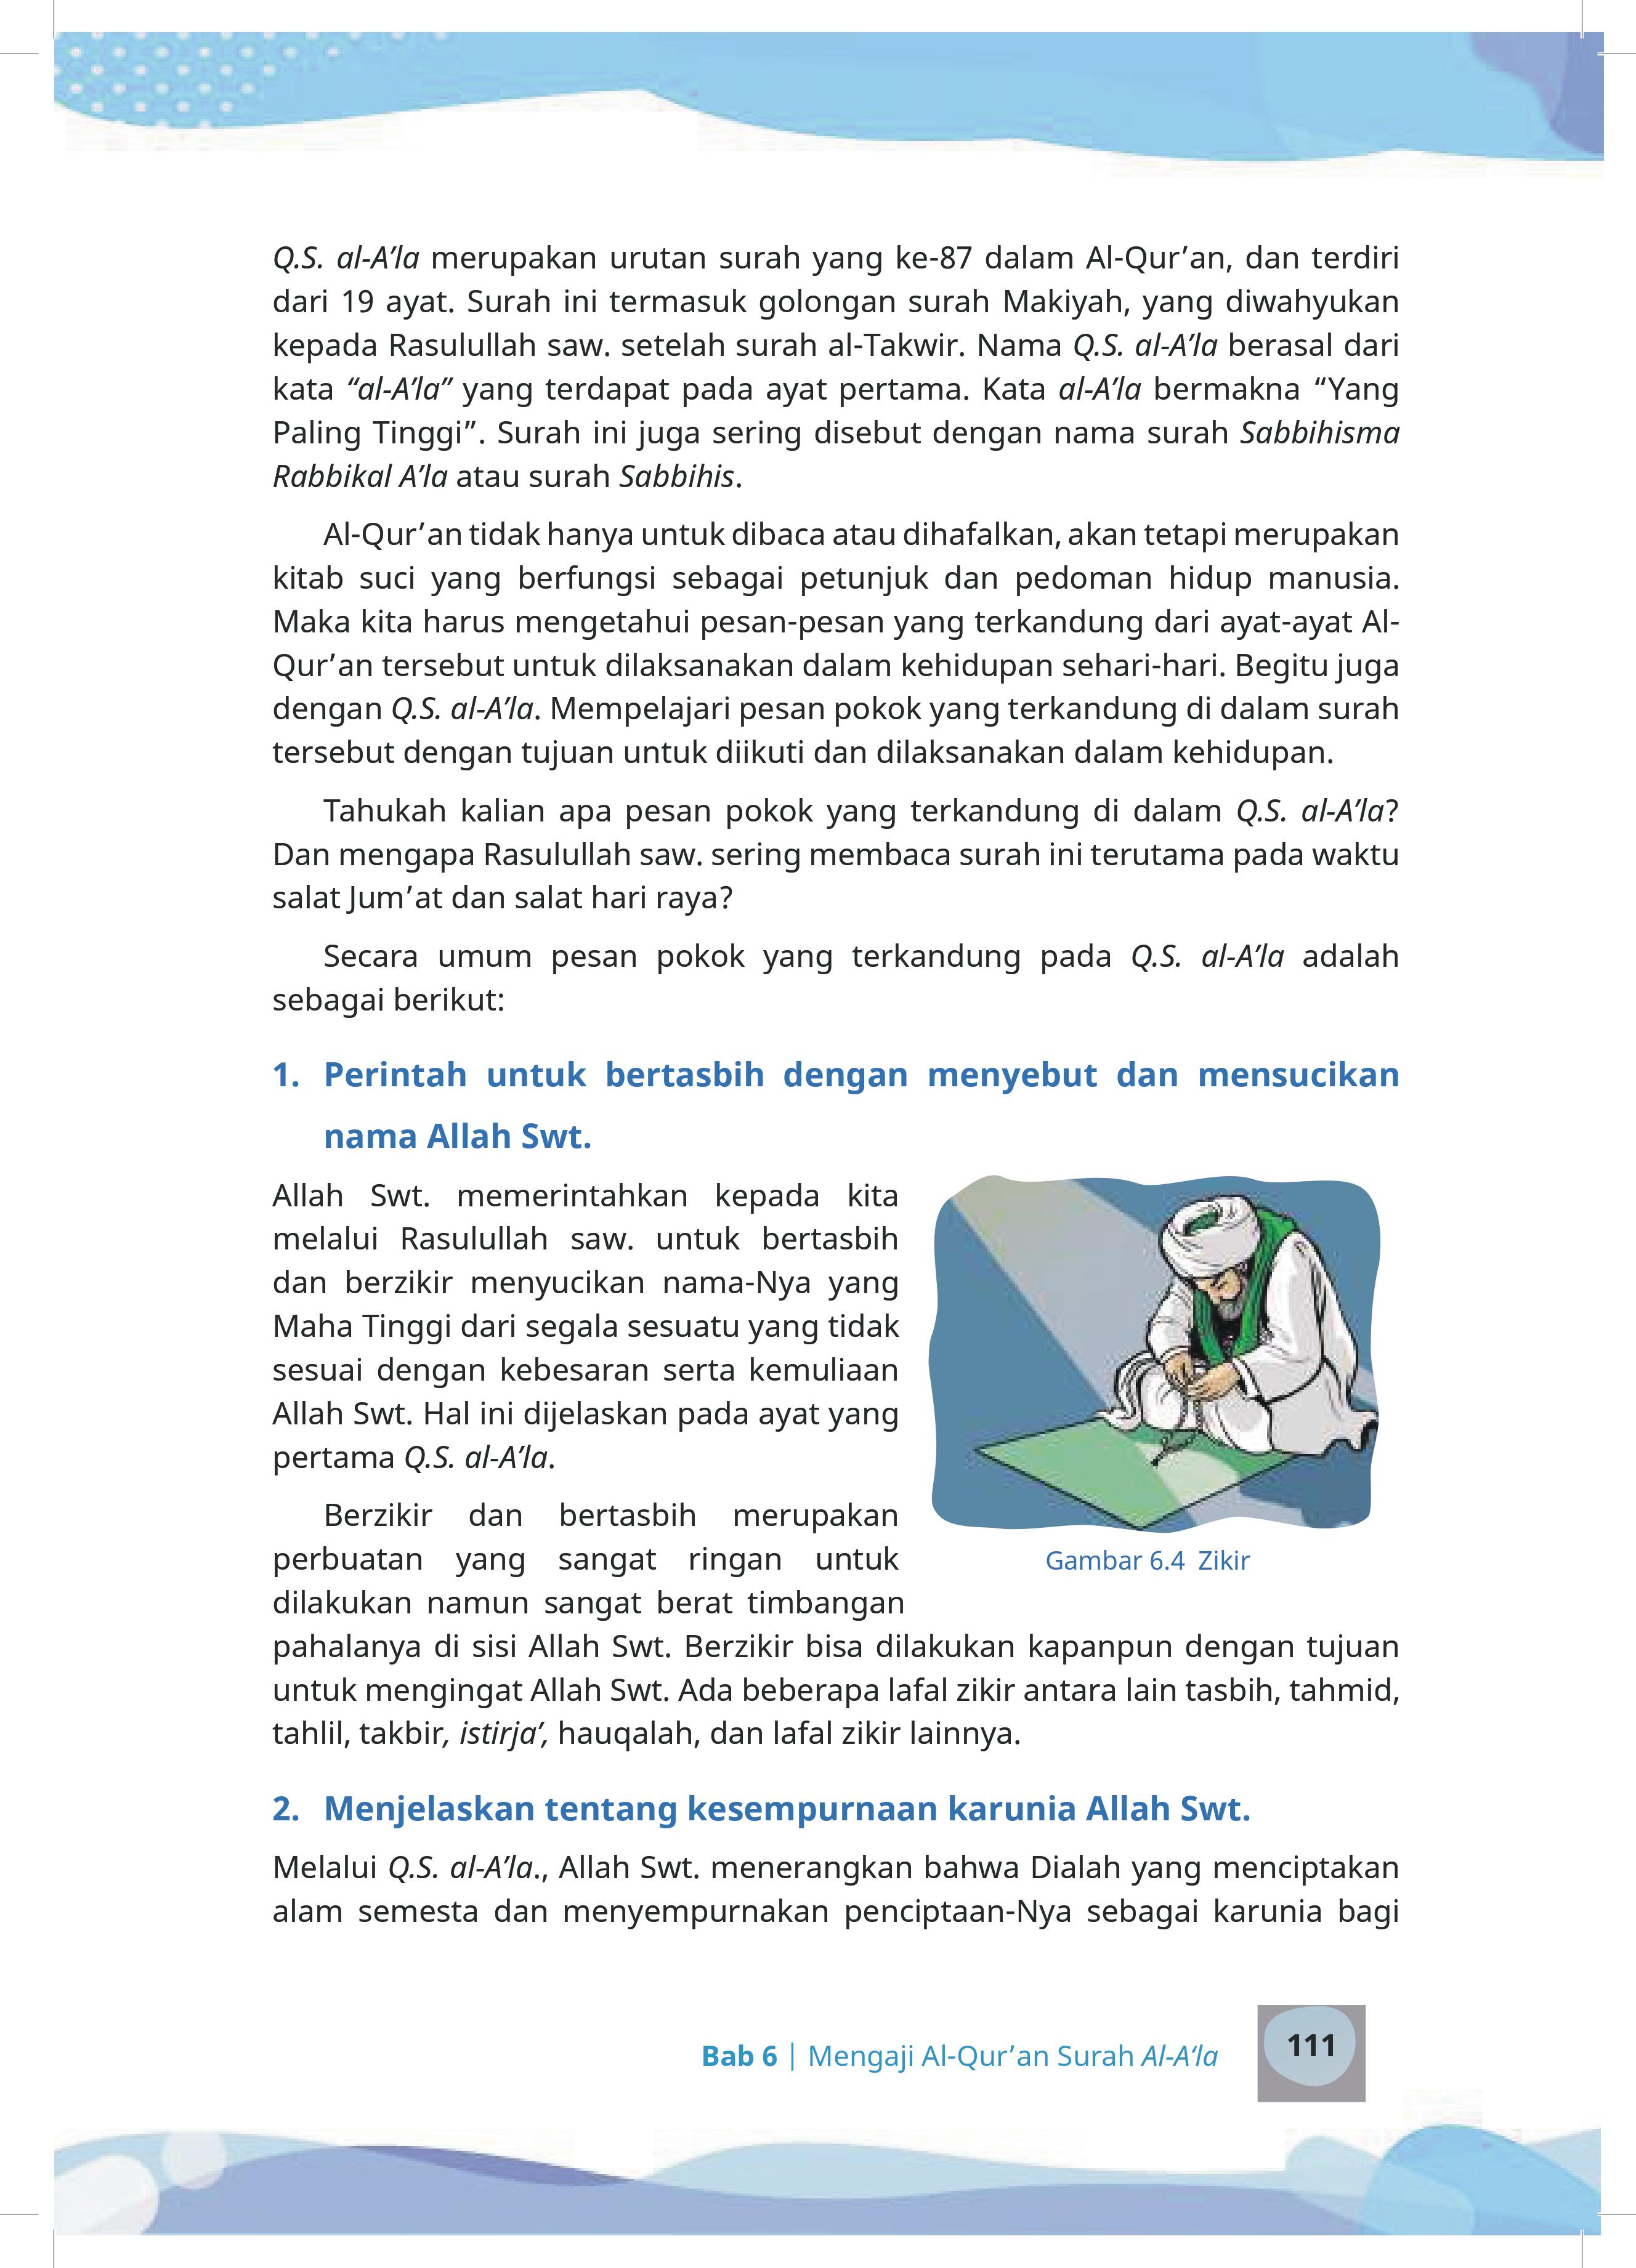 Q.S. al-A’la merupakan urutan surah yang ke-87 dalam Al-Qur’an, dan terdiri
dari 19 ayat. Surah ini termasuk golongan surah Makiyah, yang diwahyukan
kepada Rasulullah saw. setelah surah al-Takwir. Nama Q.S. al-A’la berasal dari
kata “al-A’la” yang terdapat pada ayat pertama. Kata al-A’la bermakna “Yang
Paling Tinggi”. Surah ini juga sering disebut dengan nama surah Sabbihisma
Rabbikal A’la atau surah Sabbihis.
Al-Qur’an tidak hanya untuk dibaca atau dihafalkan, akan tetapi merupakan
kitab suci yang berfungsi sebagai petunjuk dan pedoman hidup manusia.
Maka kita harus mengetahui pesan-pesan yang terkandung dari ayat-ayat Al-
Qur’an tersebut untuk dilaksanakan dalam kehidupan sehari-hari. Begitu juga
dengan Q.S. al-A’la. Mempelajari pesan pokok yang terkandung di dalam surah
tersebut dengan tujuan untuk diikuti dan dilaksanakan dalam kehidupan.
Tahukah kalian apa pesan pokok yang terkandung di dalam Q.S. al-A’la?
Dan mengapa Rasulullah saw. sering membaca surah ini terutama pada waktu
salat Jum’at dan salat hari raya?
Secara umum pesan pokok yang terkandung pada Q.S. al-A’la adalah
sebagai berikut:
1. Perintah untuk bertasbih dengan menyebut dan mensucikan
nama Allah Swt.
Allah Swt. memerintahkan kepada kita
melalui Rasulullah saw. untuk bertasbih
dan berzikir menyucikan nama-Nya yang
Maha Tinggi dari segala sesuatu yang tidak
sesuai dengan kebesaran serta kemuliaan
Allah Swt. Hal ini dijelaskan pada ayat yang
pertama Q.S. al-A’la.
Berzikir dan bertasbih merupakan
perbuatan yang sangat ringan untuk
dilakukan namun sangat berat timbangan
pahalanya di sisi Allah Swt. Berzikir bisa dilakukan kapanpun dengan tujuan
untuk mengingat Allah Swt. Ada beberapa lafal zikir antara lain tasbih, tahmid,
tahlil, takbir, istirja’, hauqalah, dan lafal zikir lainnya.
Gambar 6.4 Zikir
2. Menjelaskan tentang kesempurnaan karunia Allah Swt.
Melalui Q.S. al-A’la., Allah Swt. menerangkan bahwa Dialah yang menciptakan
alam semesta dan menyempurnakan penciptaan-Nya sebagai karunia bagi
Bab 6 | Mengaji Al-Qur’an Surah Al-A‘la
111